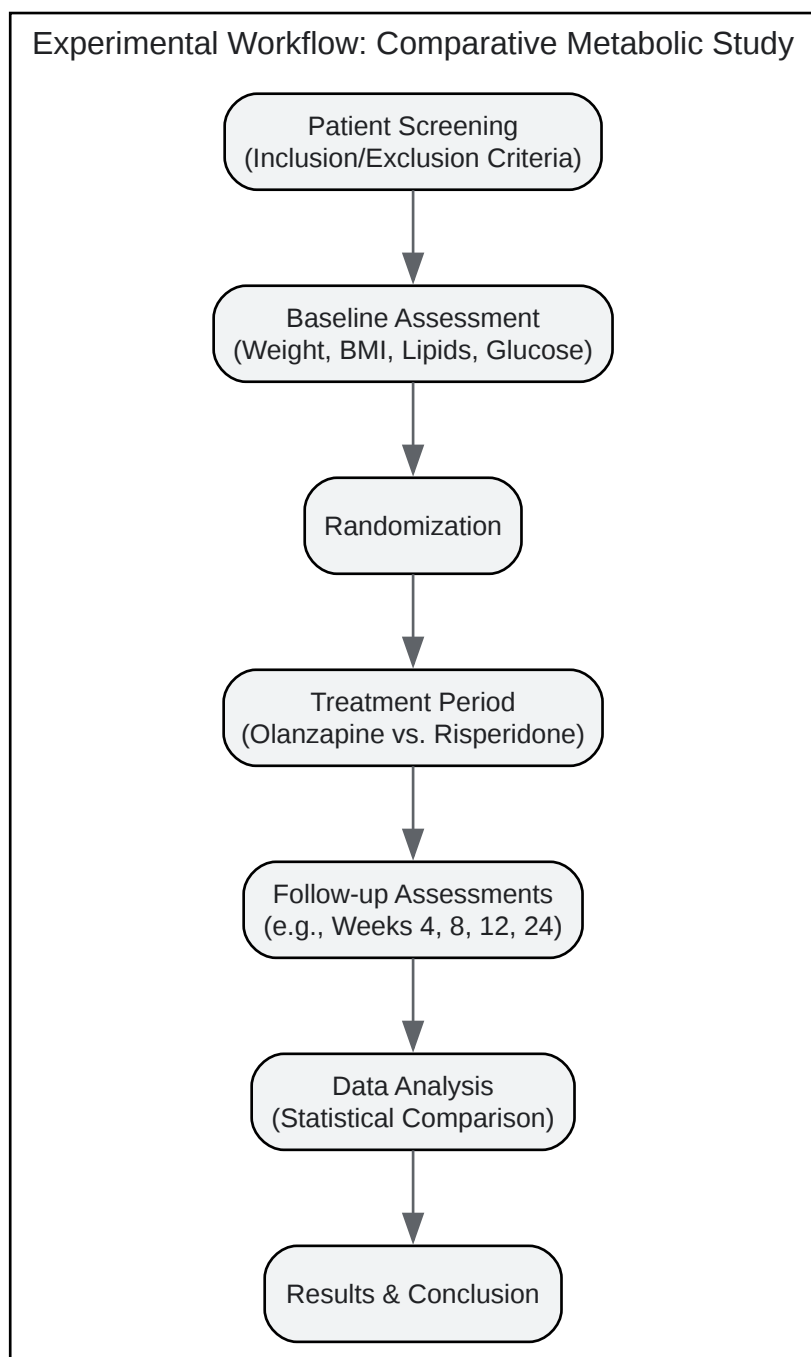 Experimental Workflow: Comparative Metabolic Study
Patient Screening
(Inclusion/Exclusion Criteria)
Baseline Assessment
(Weight, BMI, Lipids, Glucose)
Randomization
Treatment Period
(Olanzapine vs. Risperidone)
Follow-up Assessments
(e.g., Weeks 4, 8, 12, 24)
Data Analysis
(Statistical Comparison)
Results & Conclusion